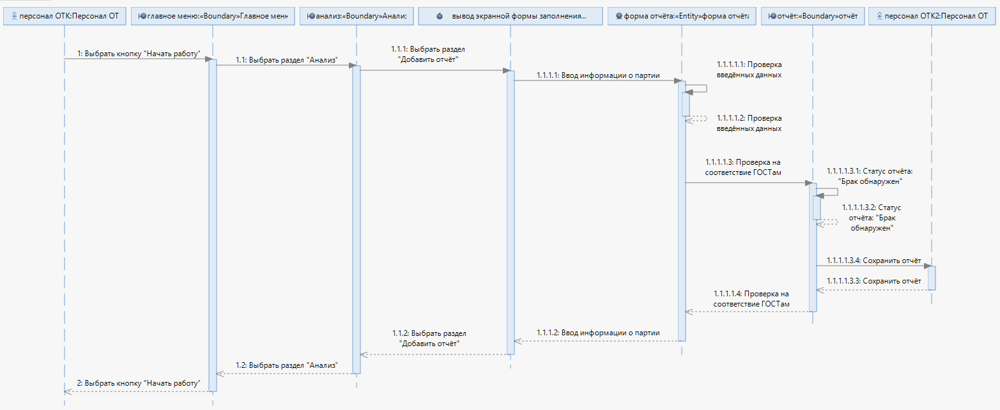 персонал ОТК:Персонал ОТ
главное меню:«Boundary»Главное мен
анализ:«Boundary»Анализ
вывод экранной формы заполнения...
форма отчёта:«Entity»форма отчёта
отчёт:«Boundary»отчёт
персонал ОТК2:Персонал ОТ
1: Выбрать кнопку "Начать работу"
1.1: Выбрать раздел "Анализ"
1.1.1: Выбрать раздел
"Добавить отчёт"
1.1.1.1: Ввод информации о партии
1.1.1.1.1: Проверка
введённых данных
1.1.1.1.2: Проверка
введённых данных
1.1.1.1.3: Проверка на
соответствие ГОСТам
1.1.1.1.3.1: Статус отчёта:
"Брак обнаружен"
1.1.1.1.3.2: Статус
отчёта: "Брак
обнаружен"
1.1.1.1.3.4: Сохранить отчёт
1.1.1.1.3.3: Сохранить отчёт
1.1.1.1.4: Проверка на
соответствие ГОСТам
1.1.1.2: Ввод информации о партии
1.1.2: Выбрать раздел
"Добавить отчёт"
1.2: Выбрать раздел "Анализ"
2: Выбрать кнопку "Начать работу"